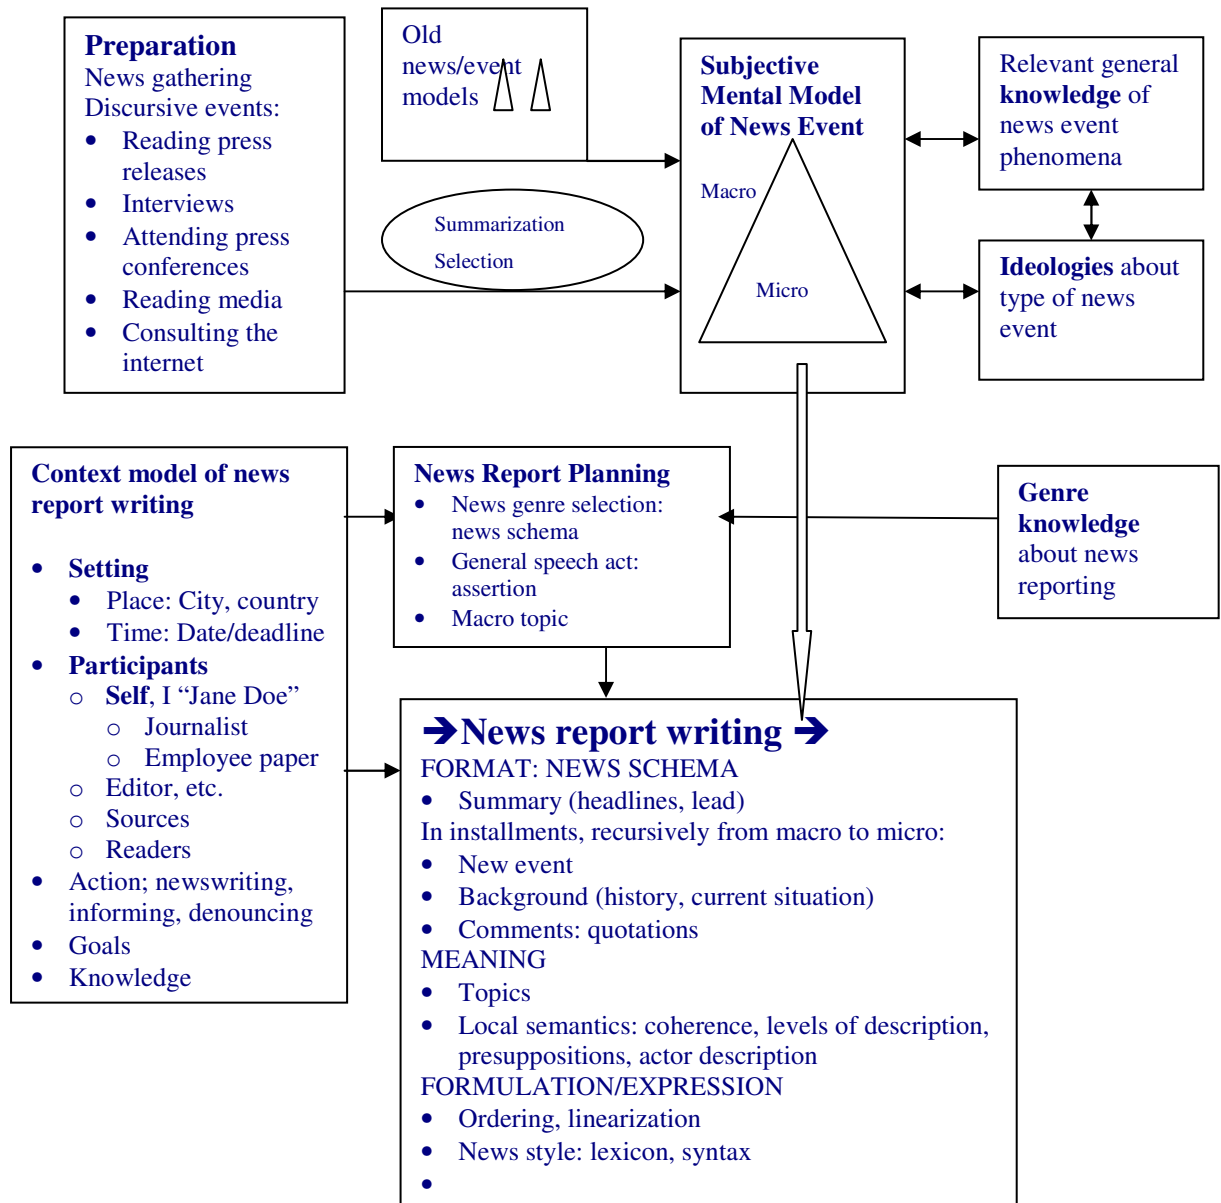 Preparation
News gathering
Discursive events:
• Reading press
releases
• Interviews
• Attending press
conferences
• Reading media
• Consulting the
internet
Old
news/event
models
Summarization
Selection
Subjective
Mental Model
of News Event
Macro
Micro
Relevant general
knowledge of
news event
phenomena
Ideologies about
type of news
event
Context model of news
report writing
• Setting
• Place: City, country
• Time: Date/deadline
• Participants
o Self, I “Jane Doe”
o Journalist
o Employee paper
o Editor, etc.
o Sources
o Readers
• Action; newswriting,
informing, denouncing
• Goals
• Knowledge
News Report Planning
• News genre selection:
news schema
• General speech act:
assertion
• Macro topic
Genre
knowledge
about news
reporting
➔News report writing ➔
FORMAT: NEWS SCHEMA
• Summary (headlines, lead)
In installments, recursively from macro to micro:
• New event
• Background (history, current situation)
• Comments: quotations
MEANING
• Topics
• Local semantics: coherence, levels of description,
presuppositions, actor description
FORMULATION/EXPRESSION
• Ordering, linearization
• News style: lexicon, syntax
•